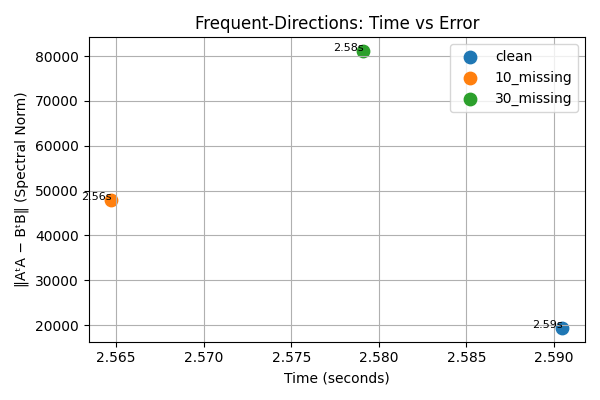 Frequent-Directions: Time vs Error
‖AᵗA − BᵗB‖ (Spectral Norm)
80000
70000
60000
50000
40000
30000
20000
2.58s
2.56s
2.59s
clean
10_missing
30_missing
2.565
2.570
2.575
2.580
2.585
2.590
Time (seconds)